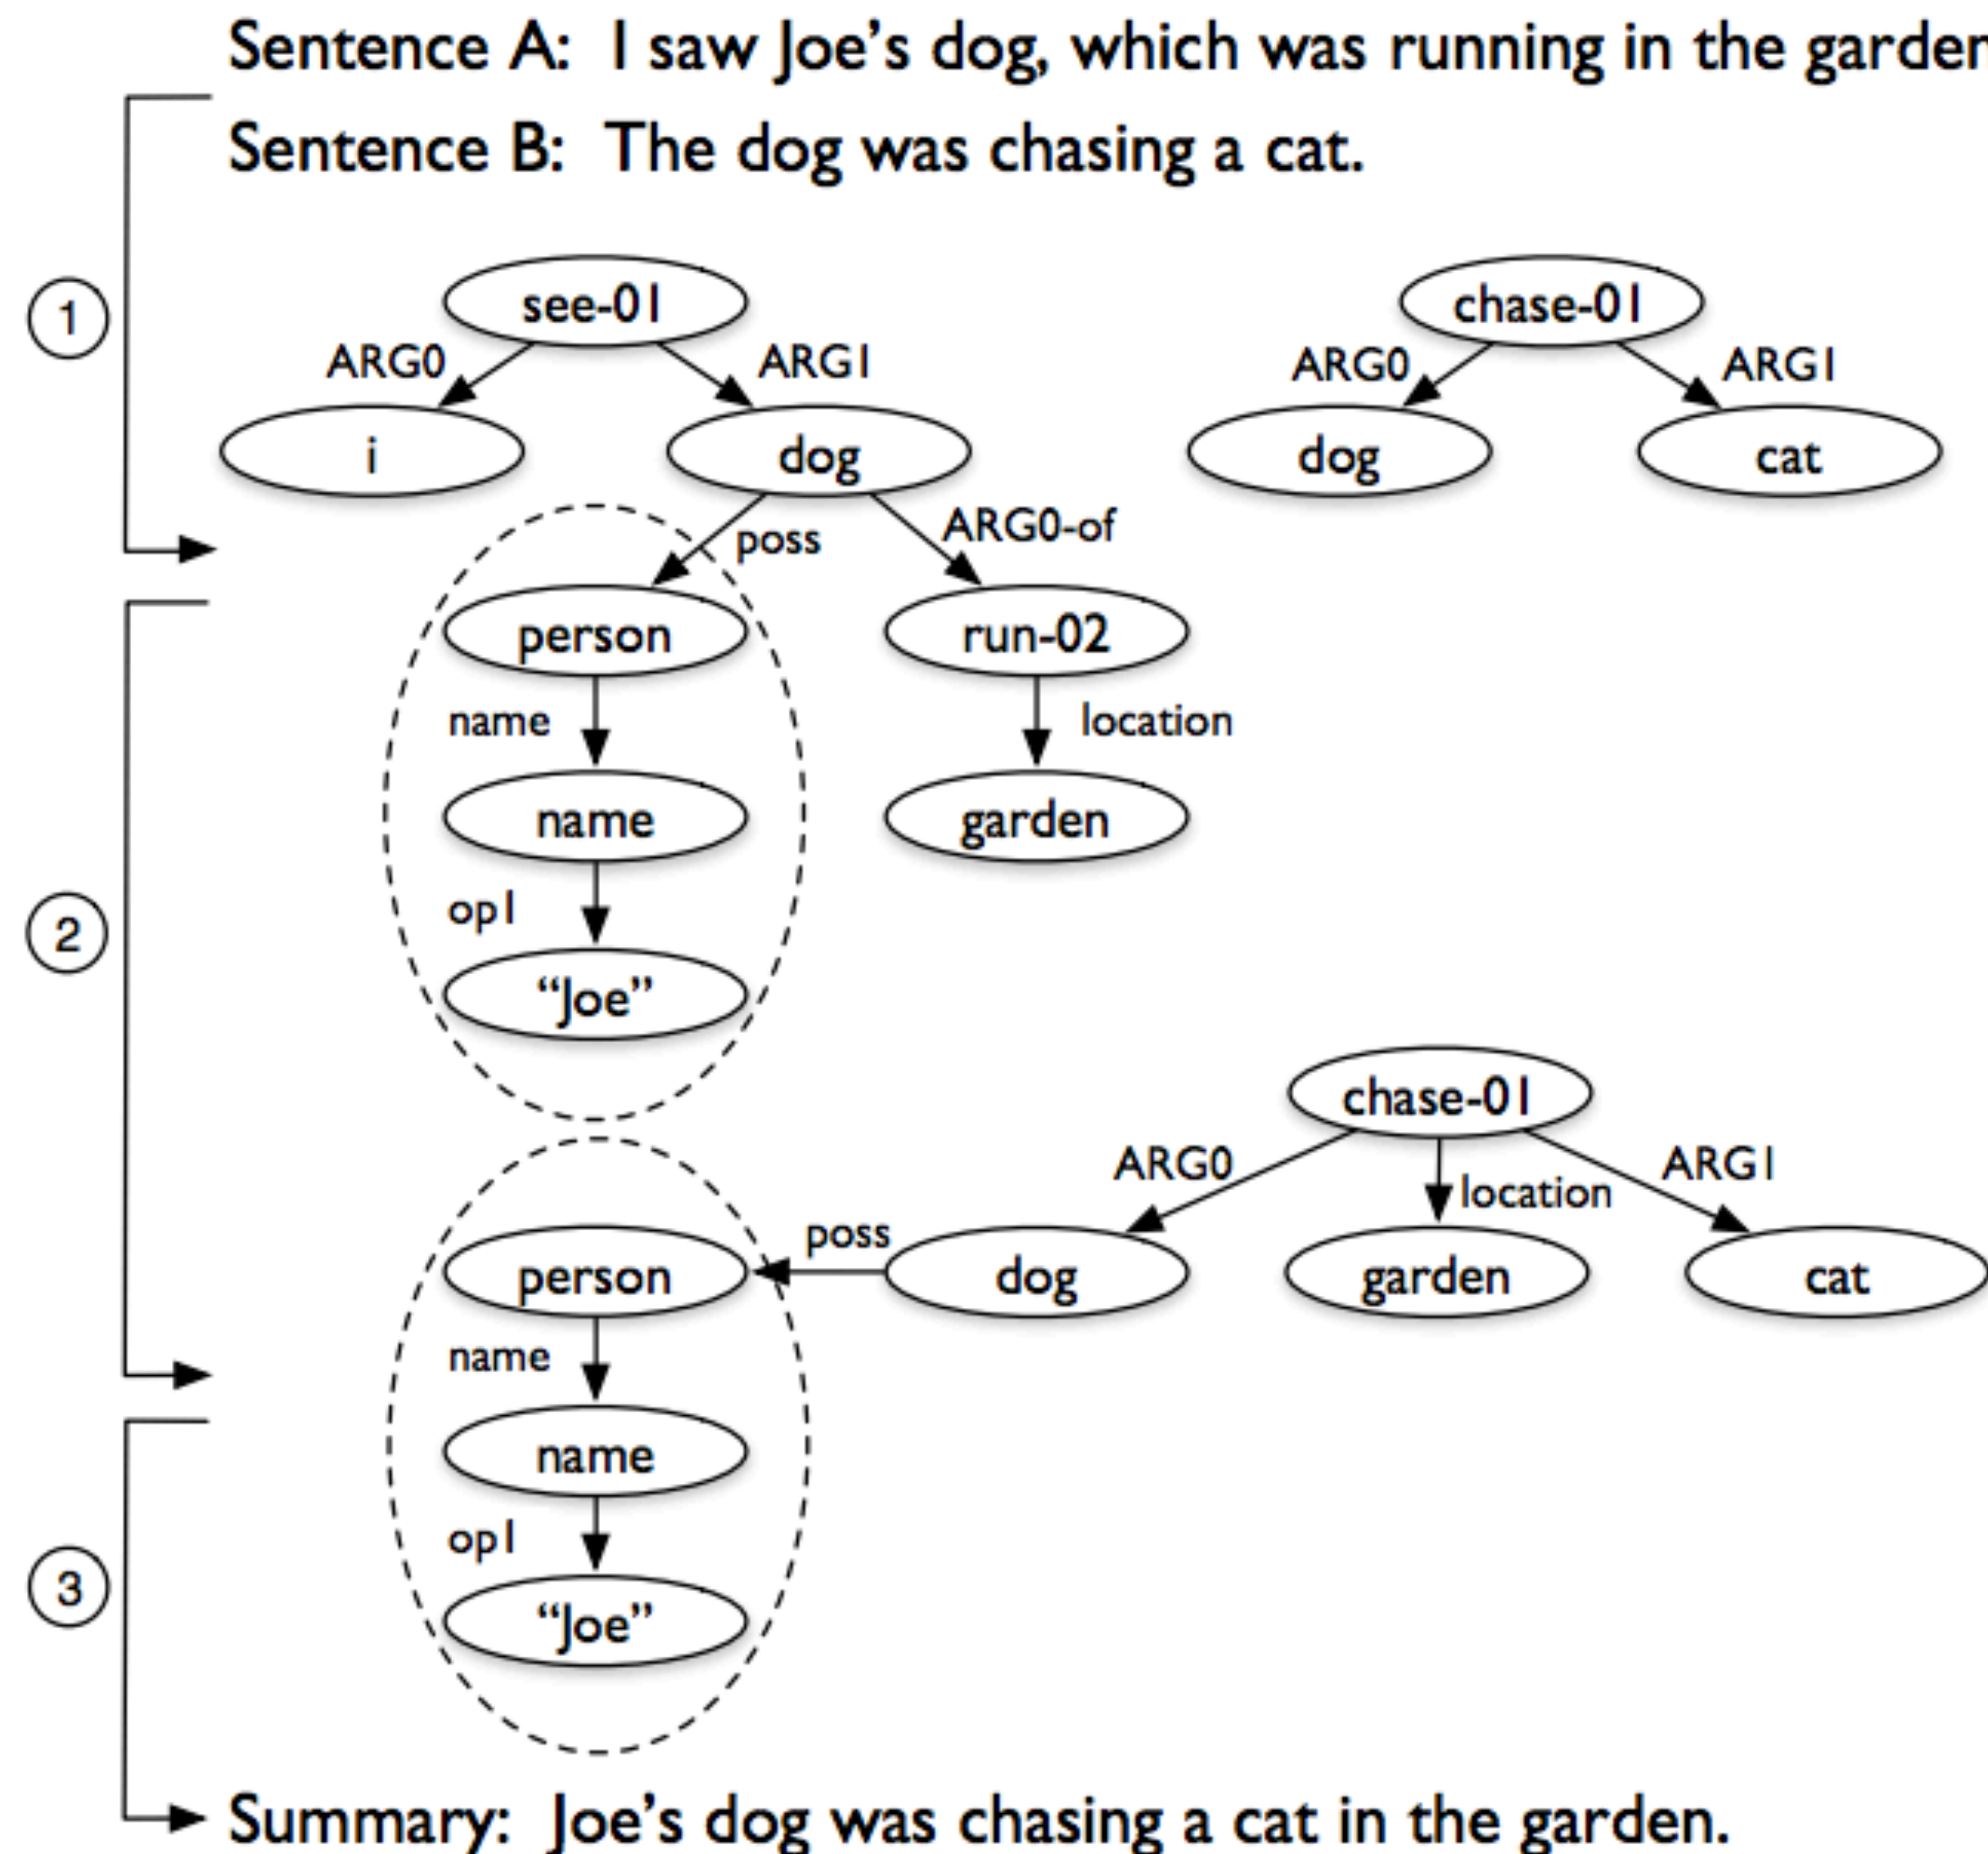 Sentence A: I saw Joe's dog, which was running in the garden
Sentence B: The dog was chasing a cat.
1
see-01
chase-01
ARG0
ARG1
ARG0
ARG1
i
dog
dog
cat
poss
ARG0-of
person
run-02
name
location
name
garden
2
op1
“Joe”
chase-01
ARG0
location
ARG1
poss
person
dog
garden
cat
name
name
op1
3
“Joe”
Summary: Joe's dog was chasing a cat in the garden.